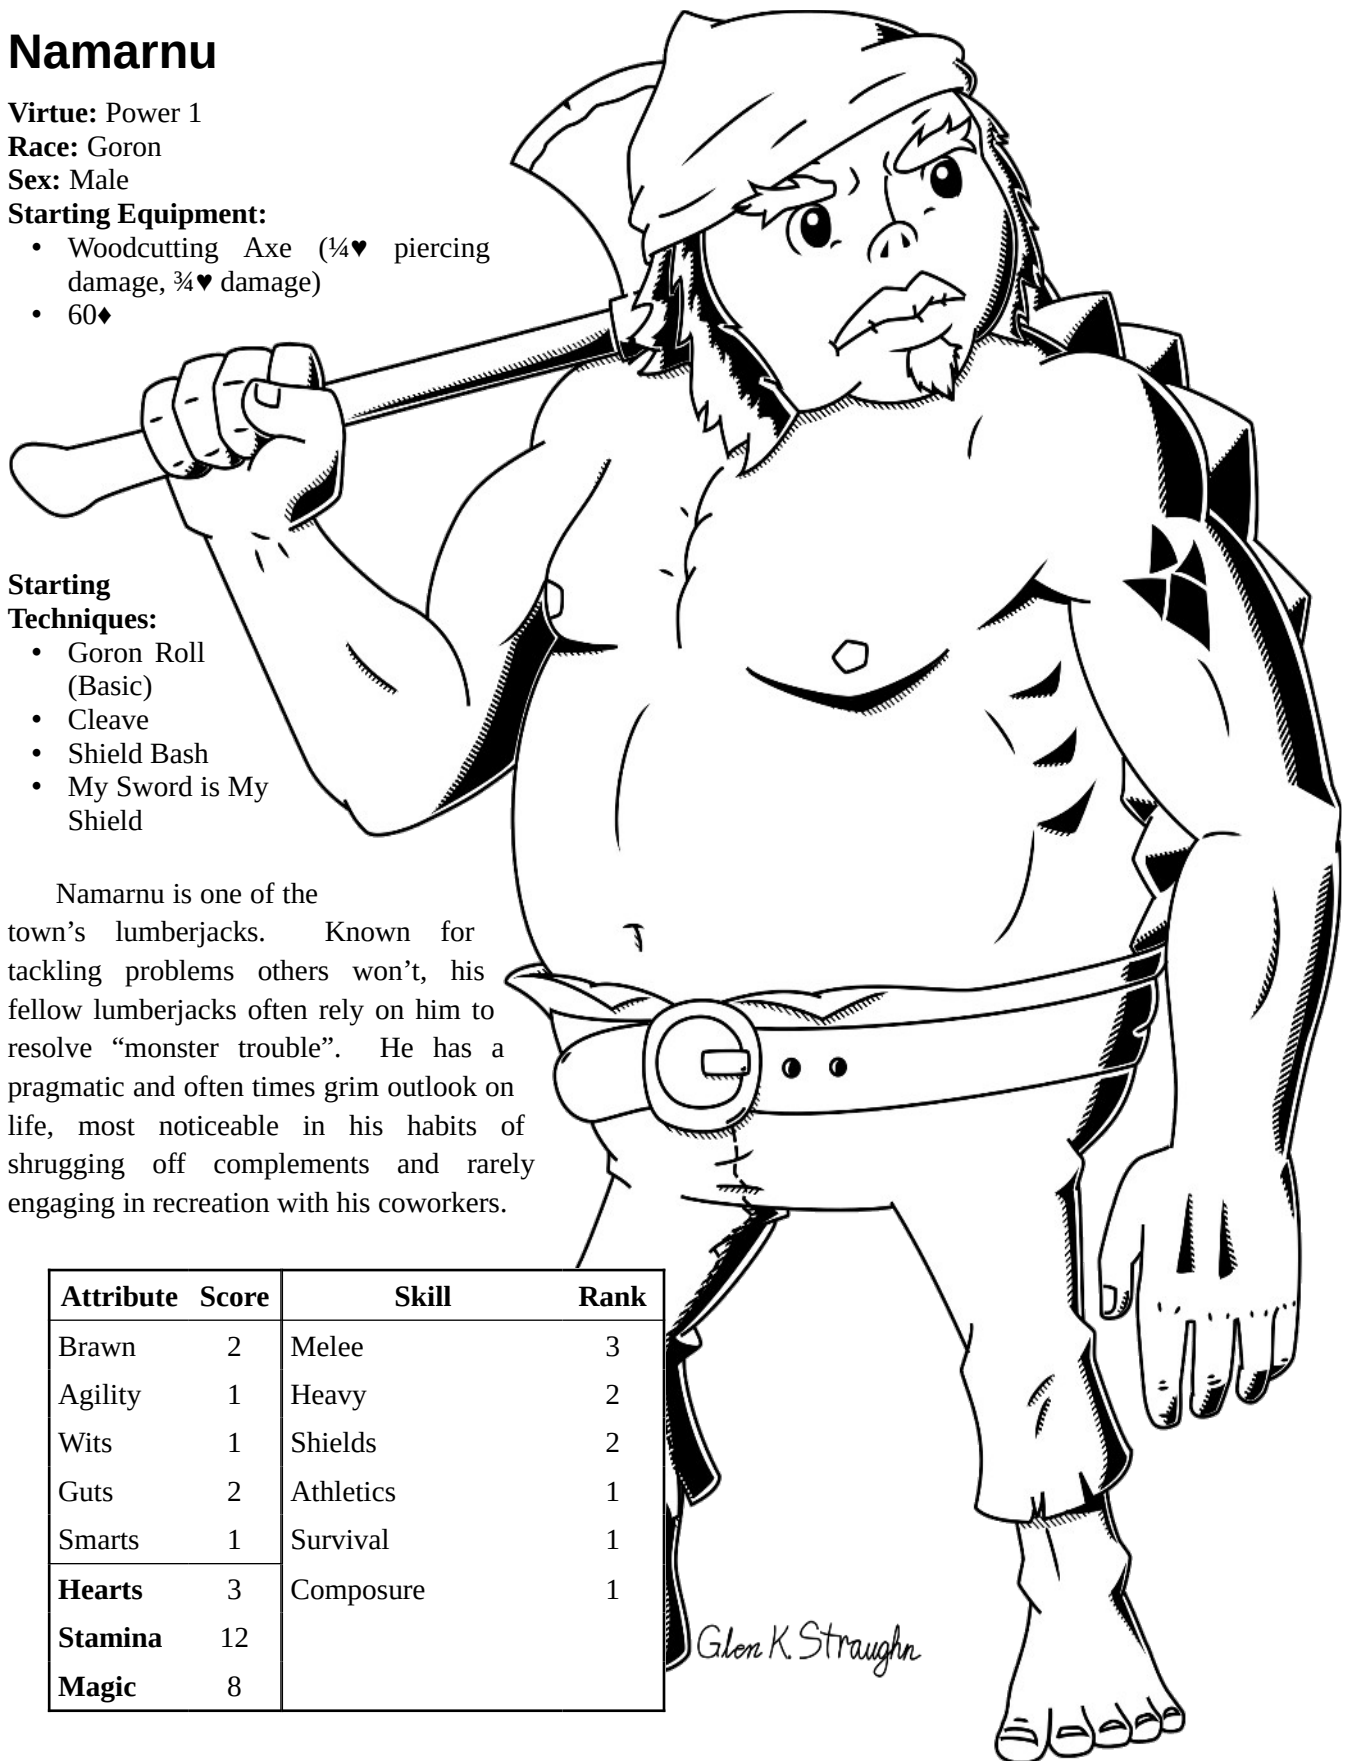 Namarnu
Virtue: Power 1
Race: Goron
Sex: Male
Starting Equipment:
• Woodcutting Axe (¼♥ piercing
damage, ¾♥ damage)
• 60♦
Starting
Techniques:
• Goron Roll
(Basic)
• Cleave
• Shield Bash
• My Sword is My
Shield
Namarnu is one of the
town’s lumberjacks. Known for
tackling problems others won’t, his
fellow lumberjacks often rely on him to
resolve “monster trouble”. He has a
pragmatic and often times grim outlook on
life, most noticeable in his habits of
shrugging off complements and rarely
engaging in recreation with his coworkers.
Attribute Score Skill Rank
Brawn 2 Melee 3
Agility 1 Heavy 2
Wits 1 Shields 2
Guts 2 Athletics 1
Smarts 1 Survival 1
Hearts 3 Composure 1
Stamina 12
Magic 8
Glen K. Straughn